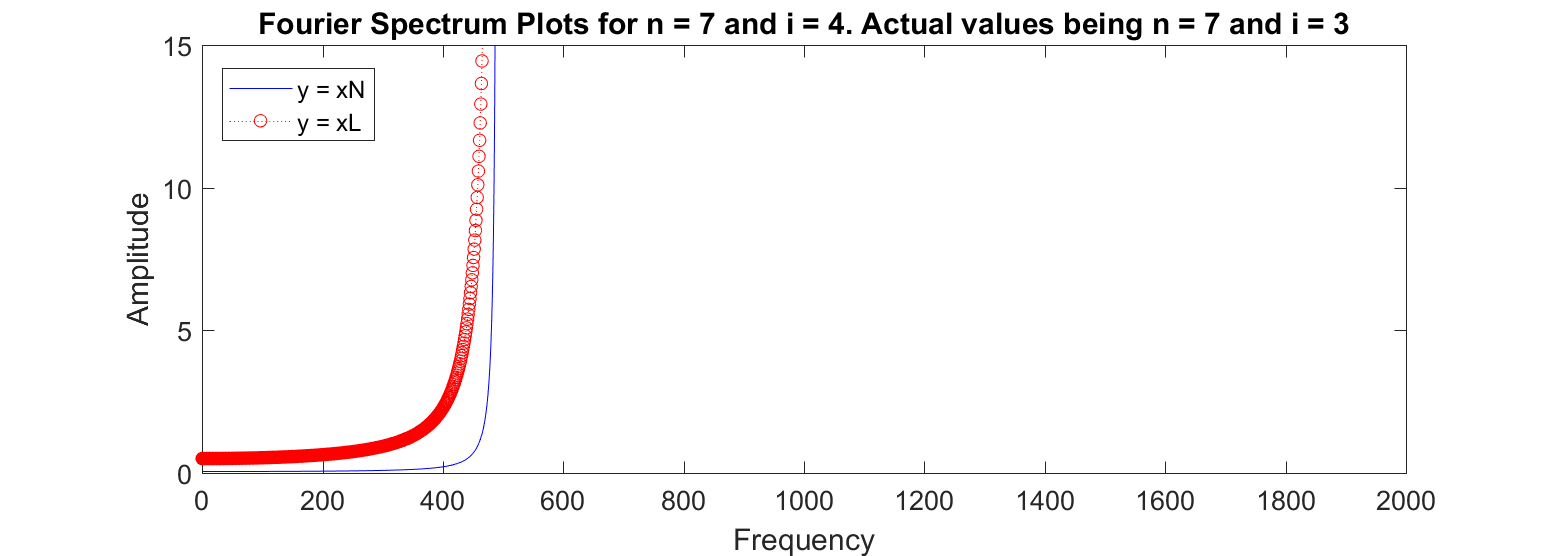 Fourier Spectrum Plots for n = 7 and i = 4. Actual values being n = 7 and i = 3
15
10
5
0
Amplitude
y = xN
y = xL
0 200 400 600 800 1000 1200 1400 1600 1800 2000
Frequency